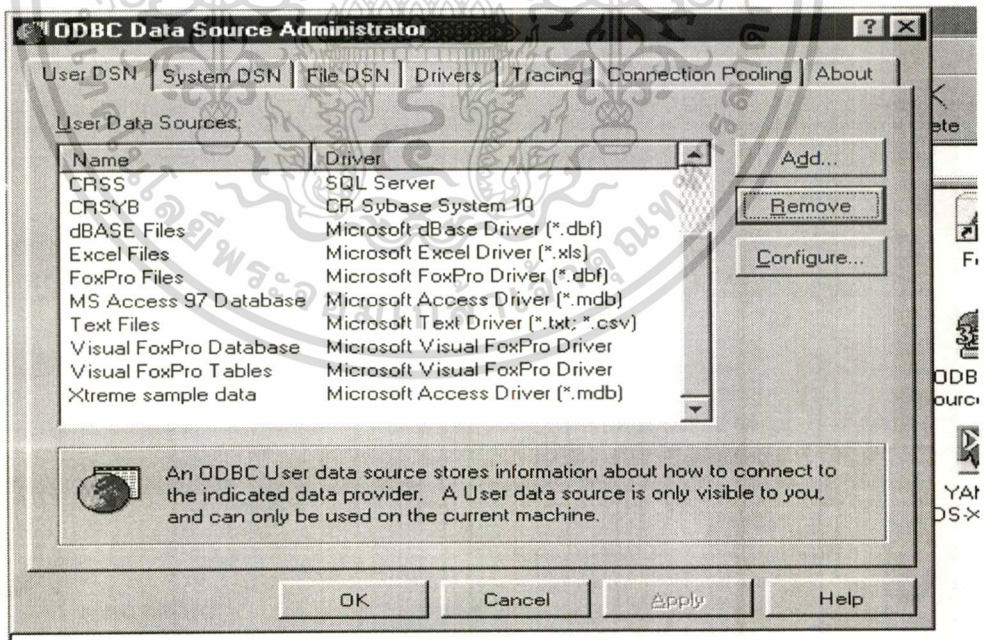 ODBC Data Source Administrator
User DSN System DSN File DSN Drivers Tracing Connection Pooling About
User Data Sources:
Name Driver
CRSS SQL Server
CRSYB CR Sybase System 10
dBASE Files Microsoft dBase Driver (*.dbf)
Excel Files Microsoft Excel Driver (*.xls)
FoxPro Files Microsoft FoxPro Driver (*.dbf)
MS Access 97 Database Microsoft Access Driver (*.mdb)
Text Files Microsoft Text Driver (*.txt; *.csv)
Visual FoxPro Database Microsoft Visual FoxPro Driver
Visual FoxPro Tables Microsoft Visual FoxPro Driver
Xtreme sample data Microsoft Access Driver (*.mdb)
Add...
Remove
Configure...
An ODBC User data source stores information about how to connect to
the indicated data provider. A User data source is only visible to you,
and can only be used on the current machine.
OK Cancel Apply Help
ete
ODB
ource
YAH